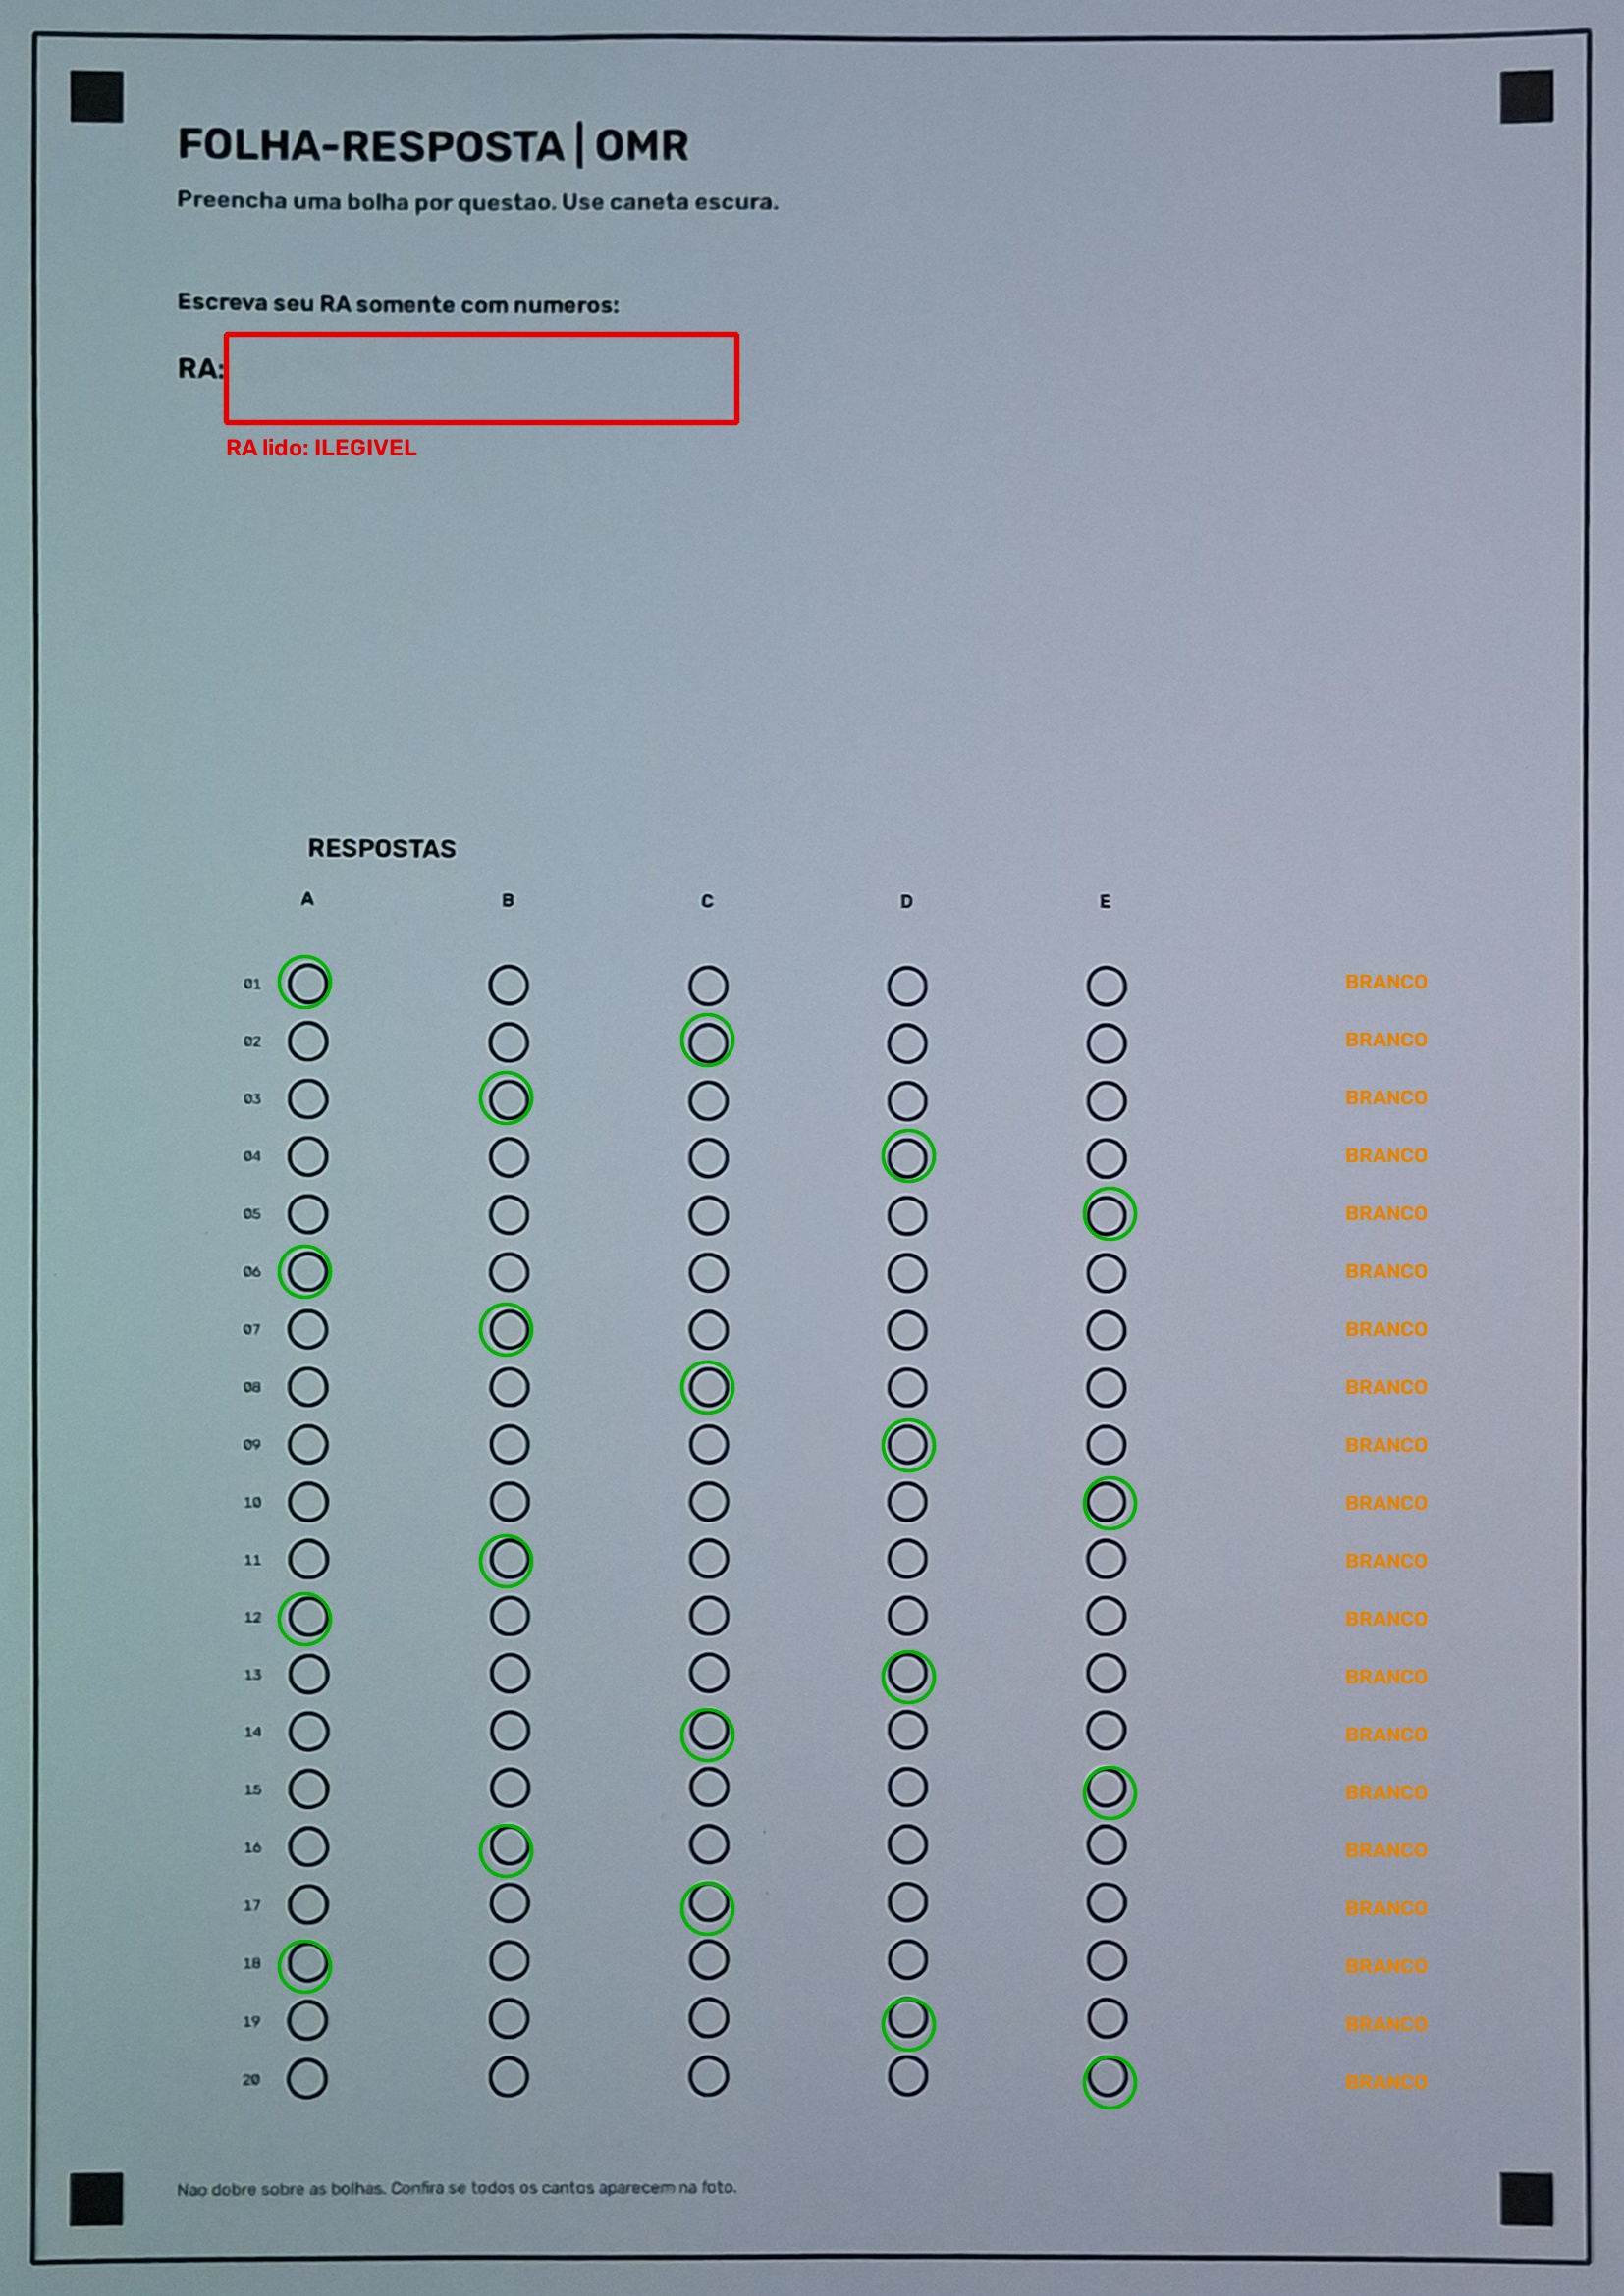 FOLHA-RESPOSTA | OMR
Preencha uma bolha por questao. Use caneta escura.
Escreva seu RA somente com numeros:
RA:
RA lido: ILEGIVEL
RESPOSTAS
A B C D E
01 BRANCO
02 BRANCO
03 BRANCO
04 BRANCO
05 BRANCO
06 BRANCO
07 BRANCO
08 BRANCO
09 BRANCO
10 BRANCO
11 BRANCO
12 BRANCO
13 BRANCO
14 BRANCO
15 BRANCO
16 BRANCO
17 BRANCO
18 BRANCO
19 BRANCO
20 BRANCO
Nao dobre sobre as bolhas. Confira se todos os cantos aparecem na foto.